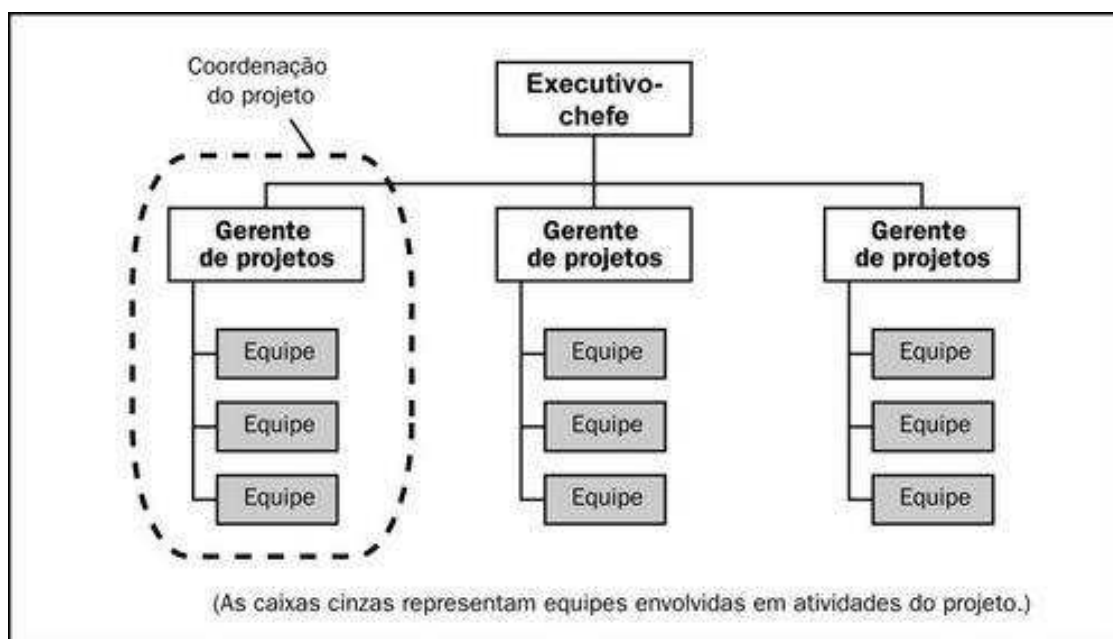 Coordenação
do projeto
Executivo-
chefe
Gerente
de projetos
Gerente
de projetos
Gerente
de projetos
Equipe
Equipe
Equipe
Equipe
Equipe
Equipe
Equipe
Equipe
Equipe
(As caixas cinzas representam equipes envolvidas em atividades do projeto.)